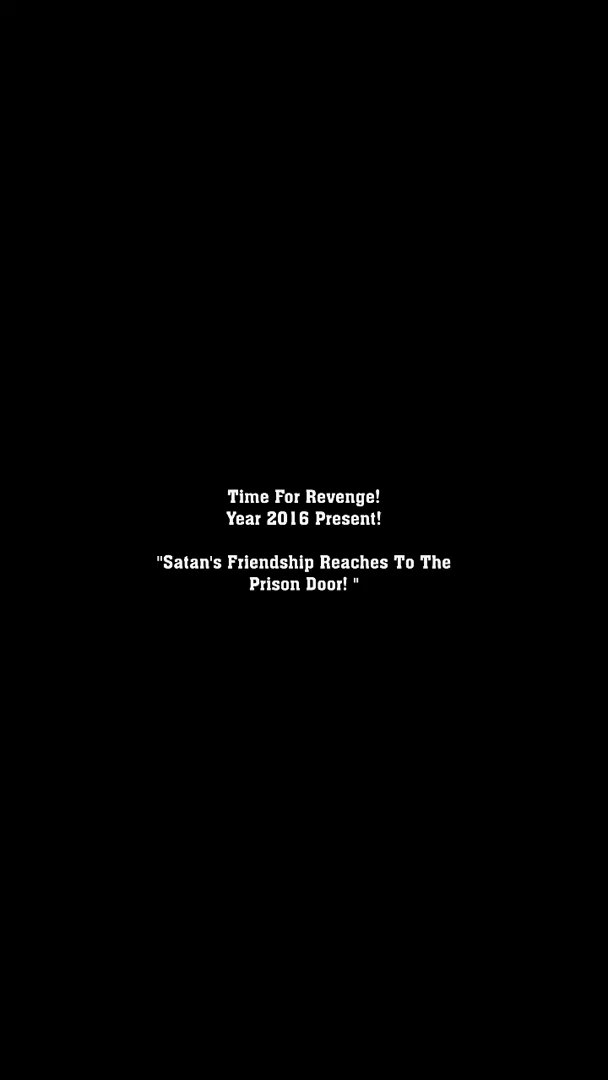 Time For Revenge!
Year 2016 Present!
"Satan's Friendship Reaches To The
Prison Door! "